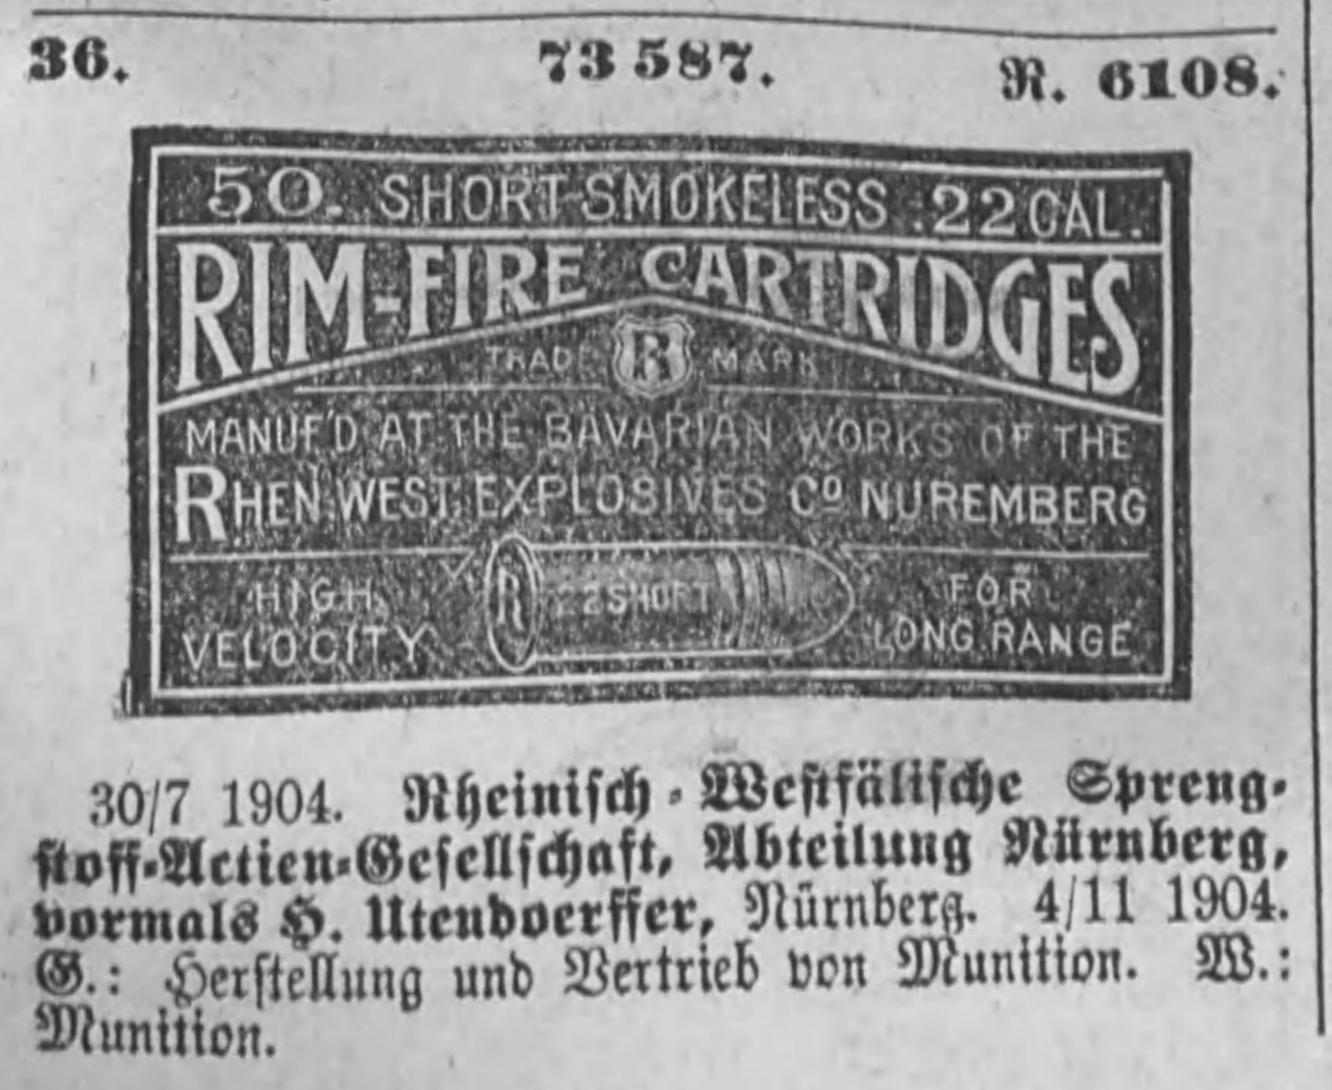 36. 73 587. R. 6108.
50. SHORT SMOKELESS .22 CAL.
RIM-FIRE CARTRIDGES
TRADE R MARK
MANUF'D AT THE BAVARIAN WORKS OF THE
RHEN. WEST. EXPLOSIVES CO NUREMBERG
HIGH VELOCITY
R 22 SHORT
FOR LONG RANGE
30/7 1904. Rheinisch-Westfälische Spreng-
stoff-Actien-Gesellschaft, Abteilung Nürnberg,
vormals H. Utendoerffer, Nürnberg. 4/11 1904.
G.: Herstellung und Vertrieb von Munition. W.:
Munition.